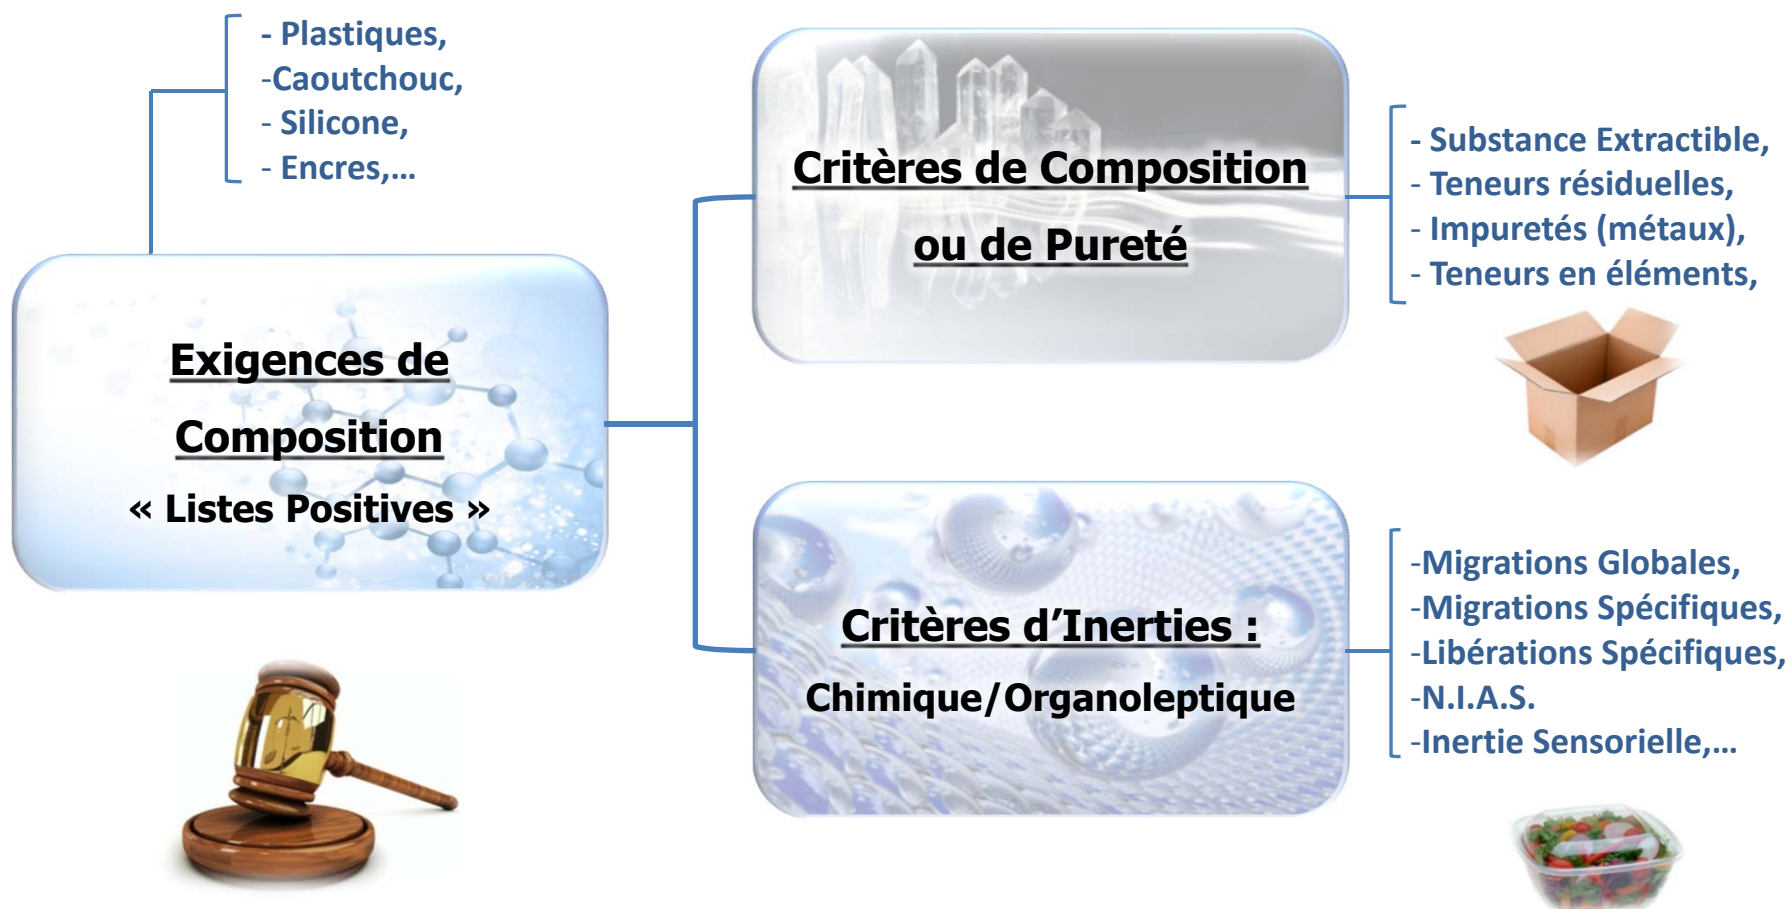 - Plastiques,
-Caoutchouc,
- Silicone,
- Encres,...
Exigences de
Composition
« Listes Positives »
Critères de Composition
ou de Pureté
- Substance Extractible,
- Teneurs résiduelles,
- Impuretés (métaux),
- Teneurs en éléments,
Critères d’Inerties :
Chimique/Organoleptique
-Migrations Globales,
-Migrations Spécifiques,
-Libérations Spécifiques,
-N.I.A.S.
-Inertie Sensorielle,...